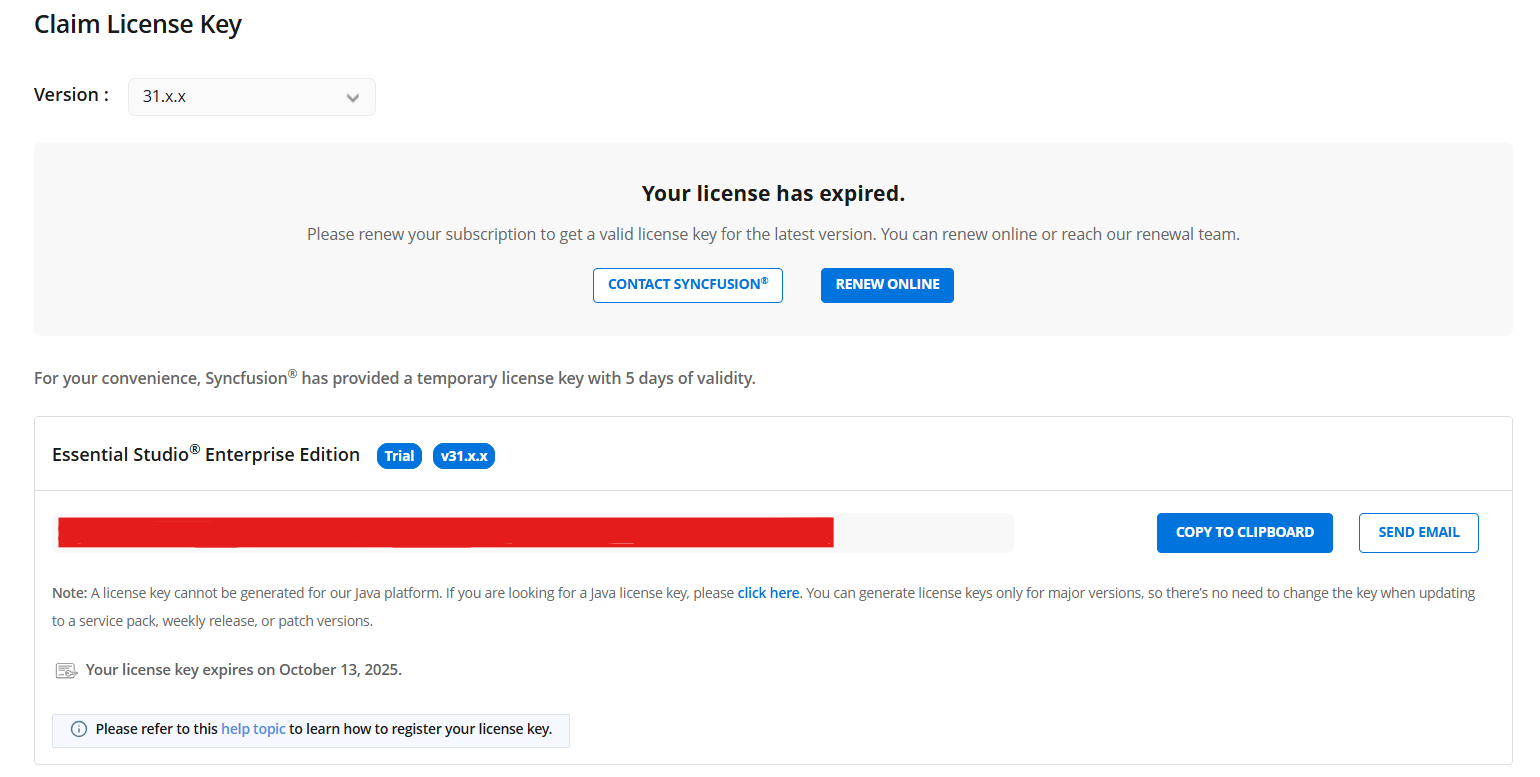 Claim License Key
Version :
31.x.x
Your license has expired.
Please renew your subscription to get a valid license key for the latest version. You can renew online or reach our renewal team.
CONTACT SYNCFUSION®
RENEW ONLINE
For your convenience, Syncfusion® has provided a temporary license key with 5 days of validity.
Essential Studio® Enterprise Edition
Trial
v31.x.x
COPY TO CLIPBOARD
SEND EMAIL
Note: A license key cannot be generated for our Java platform. If you are looking for a Java license key, please click here. You can generate license keys only for major versions, so there's no need to change the key when updating
to a service pack, weekly release, or patch versions.
Your license key expires on October 13, 2025.
Please refer to this help topic to learn how to register your license key.